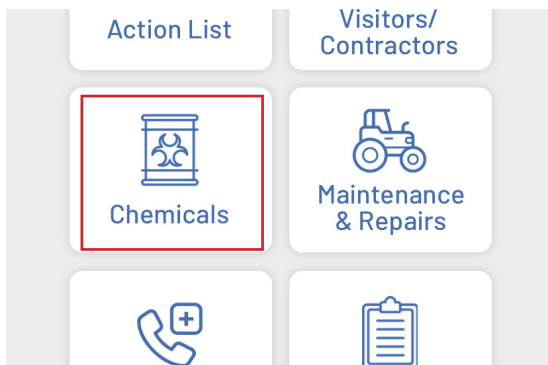 Action List
Visitors/
Contractors
Chemicals
Maintenance
& Repairs